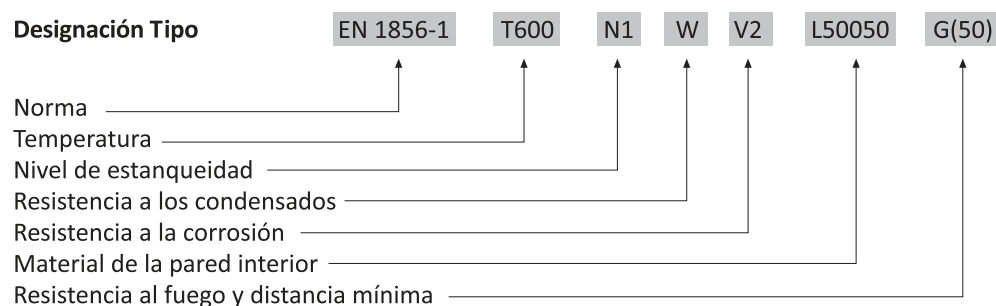 Designación Tipo EN 1856-1 T600 N1 W V2 L50050 G(50)
Norma
Temperatura
Nivel de estanqueidad
Resistencia a los condensados
Resistencia a la corrosión
Material de la pared interior
Resistencia al fuego y distancia mínima